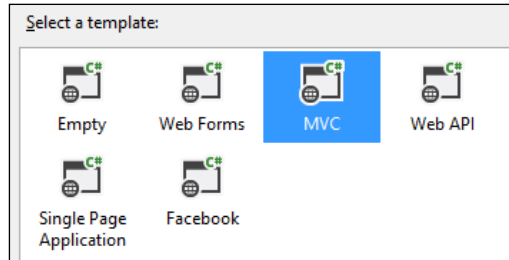 Select a template:
C# C# C# C#
Empty Web Forms MVC Web API
C# C#
Single Page Facebook
Application